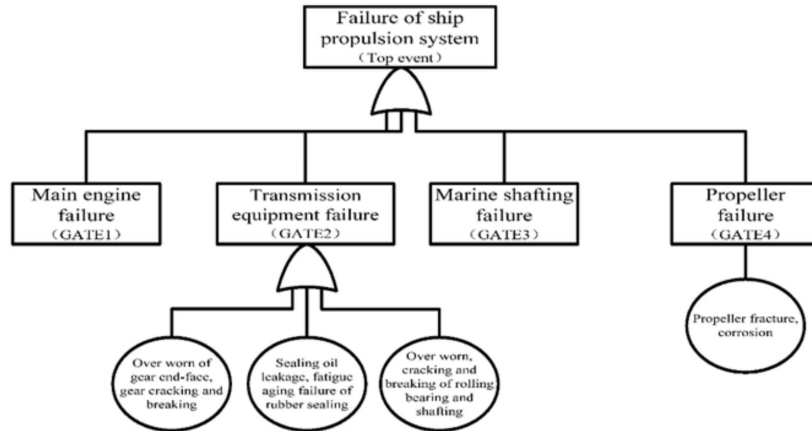 Failure of ship
propulsion system
(Top event)
Main engine
failure
(GATE1)
Transmission
equipment failure
(GATE2)
Marine shafting
failure
(GATE3)
Propeller
failure
(GATE4)
Propeller fracture,
corrosion
Over worn of
gear end-face,
gear cracking and
breaking
Sealing oil
leakage, fatigue
aging failure of
rubber sealing
Over worn,
cracking and
breaking of rolling
bearing and
shafting